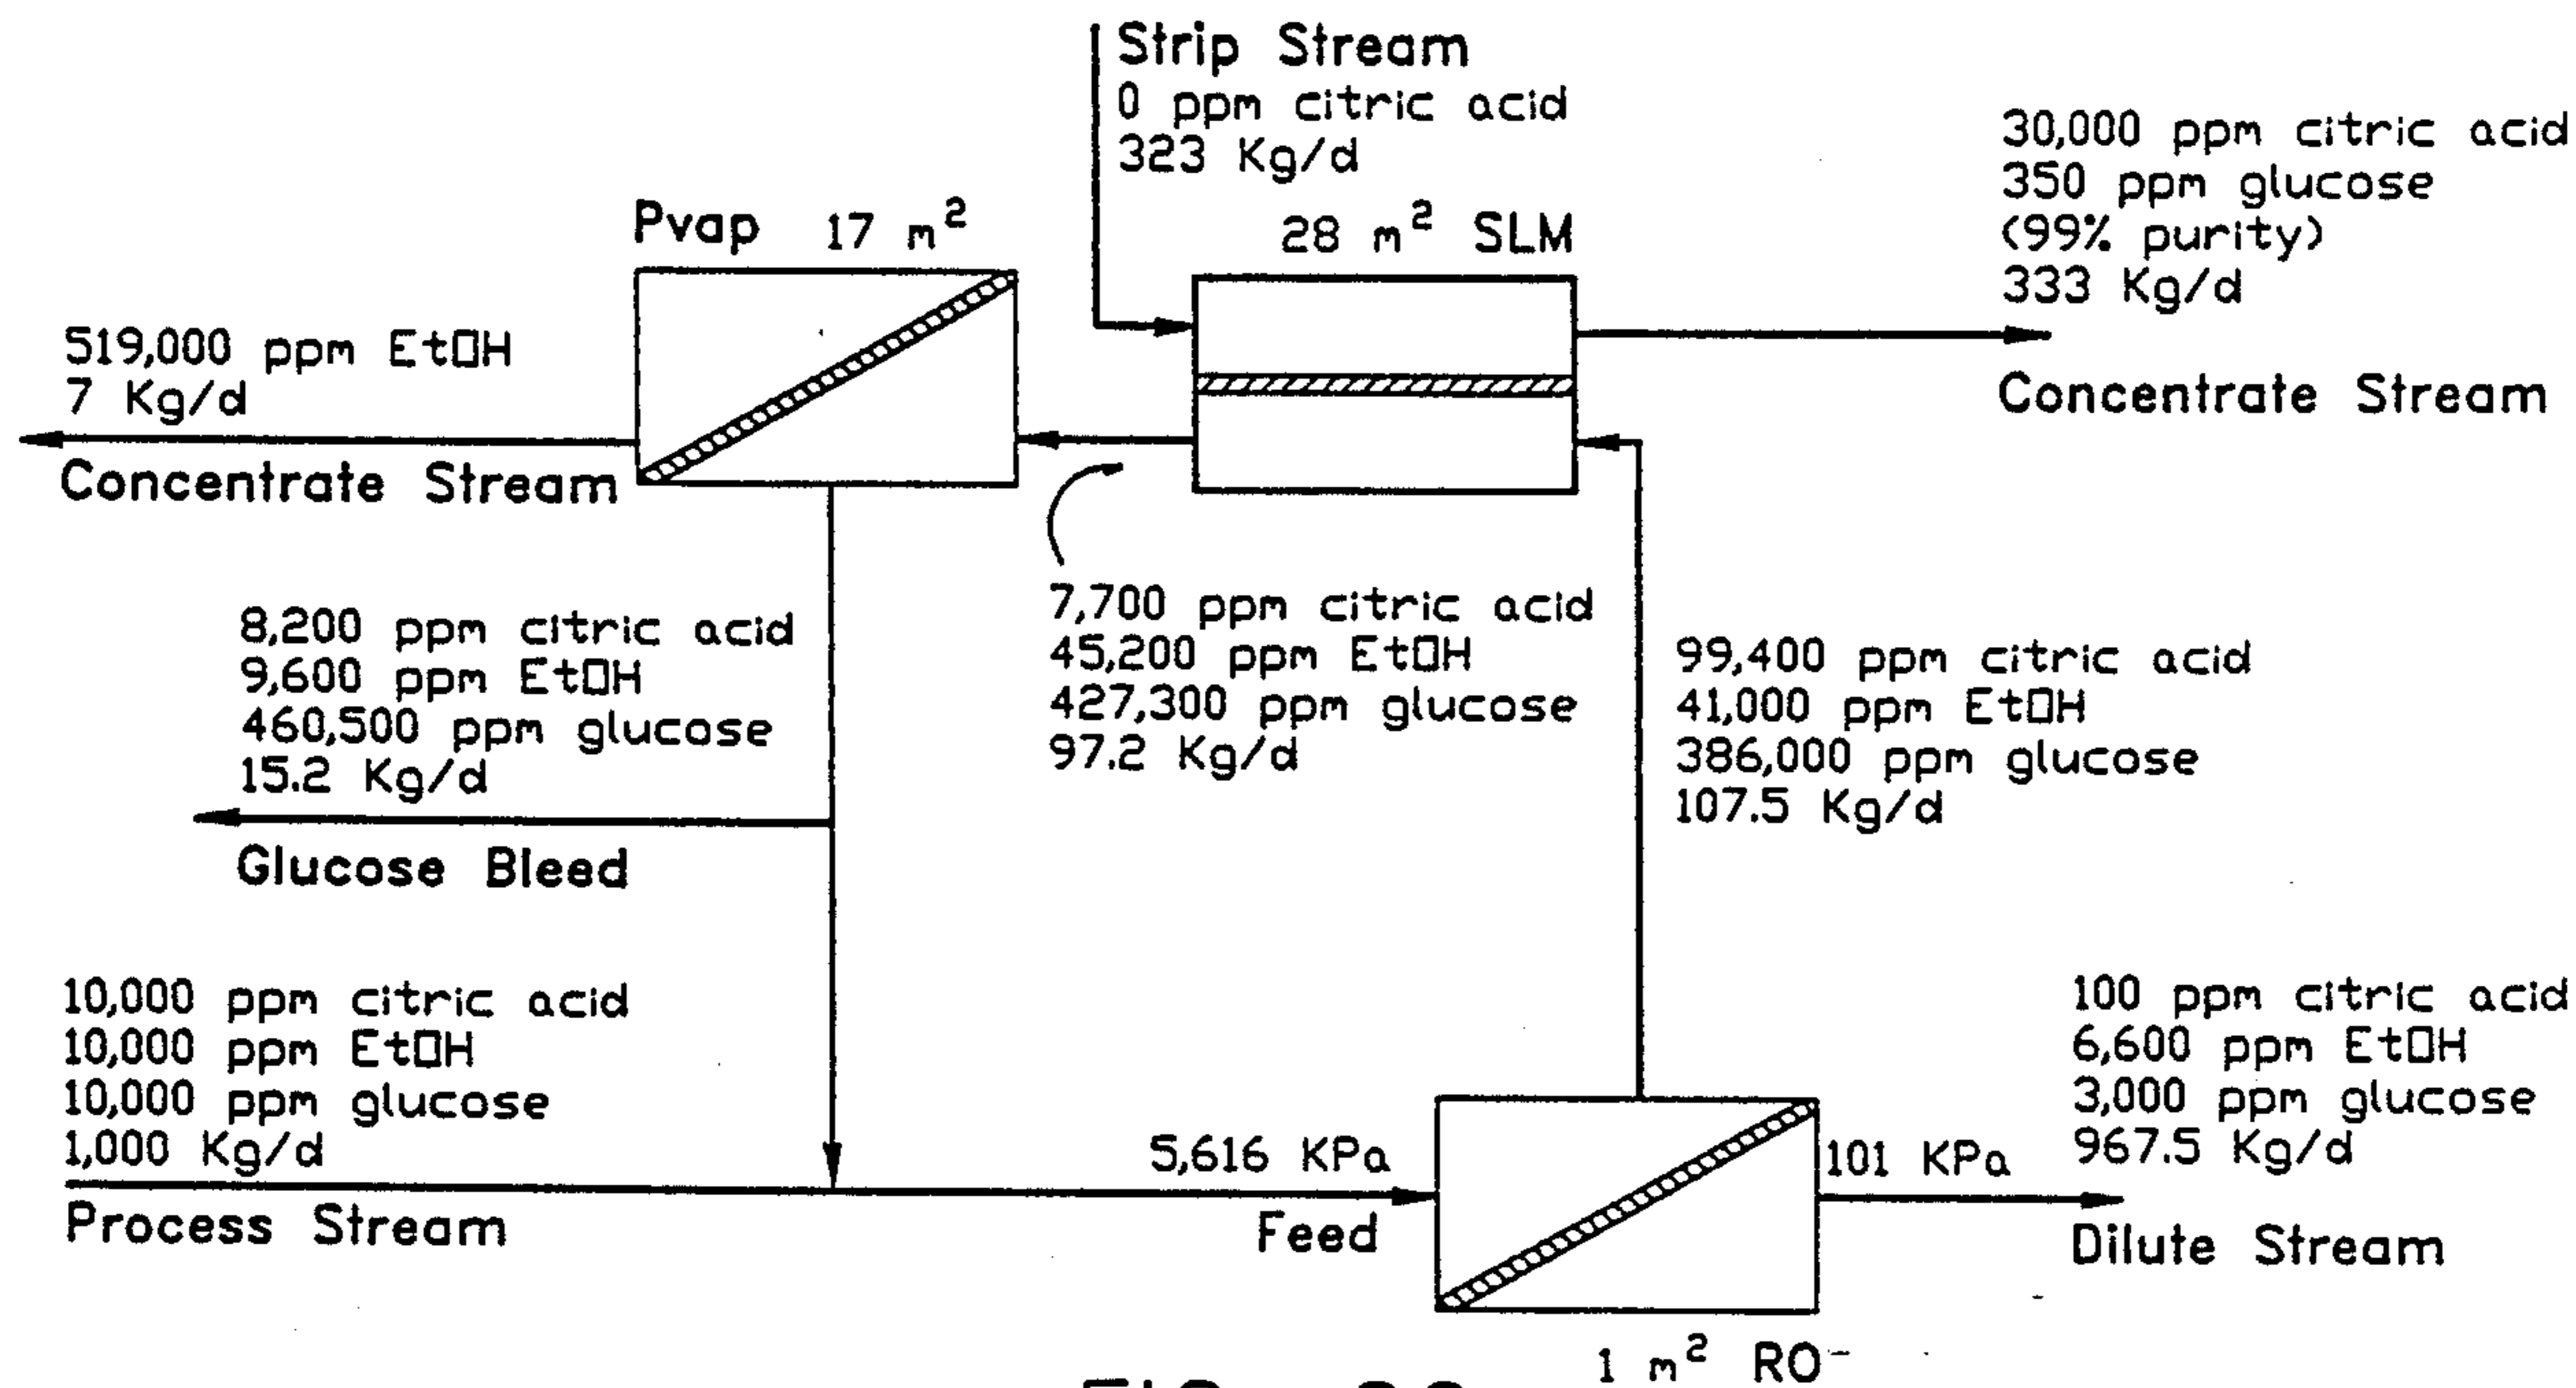 Strip Stream
0 ppm citric acid
323 Kg/d
30,000 ppm citric acid
350 ppm glucose
(99% purity)
333 Kg/d
Concentrate Stream
Pvap 17 m²
28 m² SLM
519,000 ppm EtOH
7 Kg/d
Concentrate Stream
8,200 ppm citric acid
9,600 ppm EtOH
460,500 ppm glucose
15.2 Kg/d
Glucose Bleed
7,700 ppm citric acid
45,200 ppm EtOH
427,300 ppm glucose
97.2 Kg/d
99,400 ppm citric acid
41,000 ppm EtOH
386,000 ppm glucose
107.5 Kg/d
10,000 ppm citric acid
10,000 ppm EtOH
10,000 ppm glucose
1,000 Kg/d
Process Stream
5,616 KPa
Feed
101 KPa
100 ppm citric acid
6,600 ppm EtOH
3,000 ppm glucose
967.5 Kg/d
Dilute Stream
1 m² RO